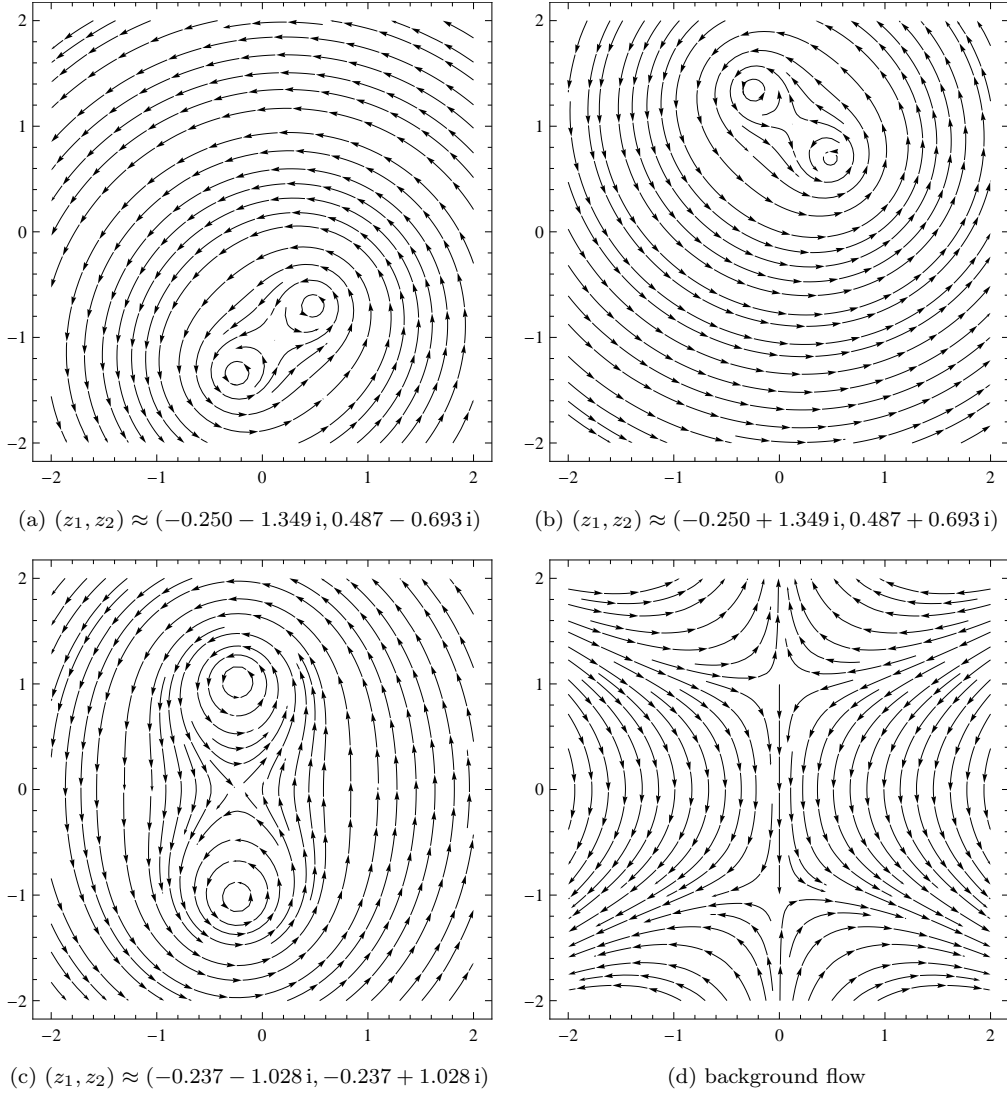 2
1
0
−1
−2
−2 −1 0 1 2
2
1
0
−1
−2
−2 −1 0 1 2
(a) (z₁, z₂) ≈ (−0.250 − 1.349 i, 0.487 − 0.693 i)
(b) (z₁, z₂) ≈ (−0.250 + 1.349 i, 0.487 + 0.693 i)
2
1
0
−1
−2
−2 −1 0 1 2
2
1
0
−1
−2
−2 −1 0 1 2
(c) (z₁, z₂) ≈ (−0.237 − 1.028 i, −0.237 + 1.028 i)
(d) background flow